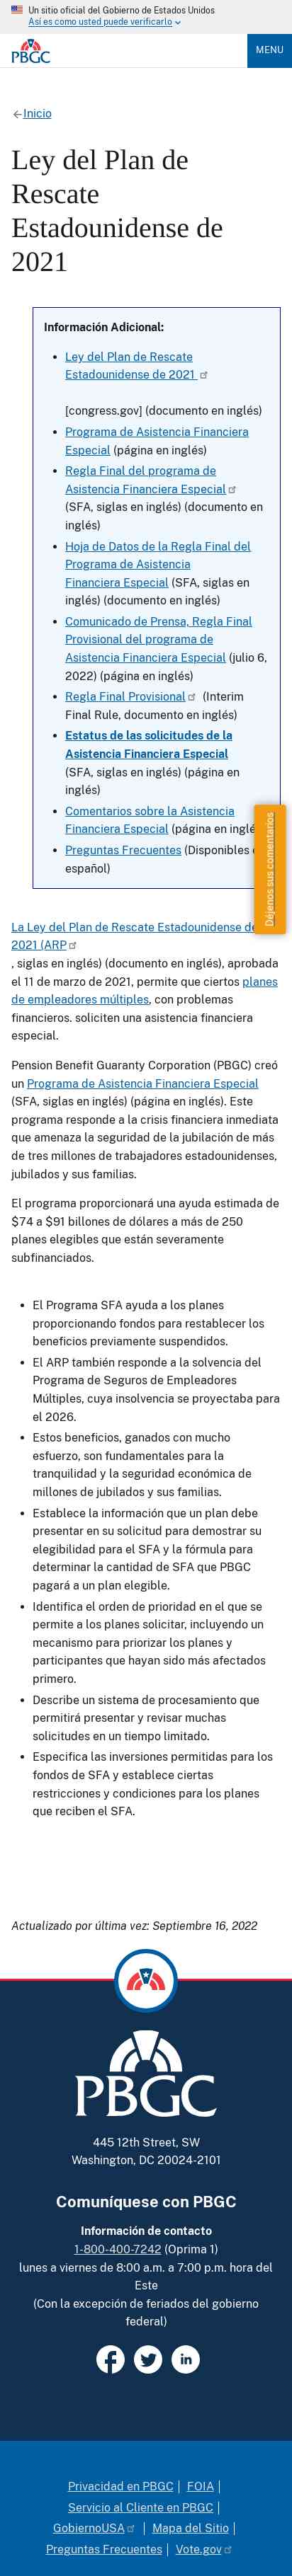 Un sitio oficial del Gobierno de Estados Unidos
Así es como usted puede verificarlo
PBGC
MENU
Inicio
Ley del Plan de
Rescate
Estadounidense de
2021
Información Adicional:
Ley del Plan de Rescate
Estadounidense de 2021
[congress.gov] (documento en inglés)
Programa de Asistencia Financiera
Especial (página en inglés)
Regla Final del programa de
Asistencia Financiera Especial
(SFA, siglas en inglés) (documento en
inglés)
Hoja de Datos de la Regla Final del
Programa de Asistencia
Financiera Especial (SFA, siglas en
inglés) (documento en inglés)
Comunicado de Prensa, Regla Final
Provisional del programa de
Asistencia Financiera Especial (julio 6,
2022) (página en inglés)
Regla Final Provisional (Interim
Final Rule, documento en inglés)
Estatus de las solicitudes de la
Asistencia Financiera Especial
(SFA, siglas en inglés) (página en
inglés)
Comentarios sobre la Asistencia
Financiera Especial (página en
Preguntas Frecuentes (Disponibles
español)
Déjenos sus comentarios
La Ley del Plan de Rescate Estadounidense de
2021 (ARP
, siglas en inglés) (documento en inglés), aprobada
el 11 de marzo de 2021, permite que ciertos planes
de empleadores múltiples, con problemas
financieros. soliciten una asistencia financiera
especial.
Pension Benefit Guaranty Corporation (PBGC) creó
un Programa de Asistencia Financiera Especial
(SFA, siglas en inglés) (página en inglés). Este
programa responde a la crisis financiera inmediata
que amenaza la seguridad de la jubilación de más
de tres millones de trabajadores estadounidenses,
jubilados y sus familias.
El programa proporcionará una ayuda estimada de
$74 a $91 billones de dólares a más de 250
planes elegibles que están severamente
subfinanciados.
El Programa SFA ayuda a los planes
proporcionando fondos para restablecer los
beneficios previamente suspendidos.
El ARP también responde a la solvencia del
Programa de Seguros de Empleadores
Múltiples, cuya insolvencia se proyectaba para
el 2026.
Estos beneficios, ganados con mucho
esfuerzo, son fundamentales para la
tranquilidad y la seguridad económica de
millones de jubilados y sus familias.
Establece la información que un plan debe
presentar en su solicitud para demostrar su
elegibilidad para el SFA y la fórmula para
determinar la cantidad de SFA que PBGC
pagará a un plan elegible.
Identifica el orden de prioridad en el que se
permite a los planes solicitar, incluyendo un
mecanismo para priorizar los planes y
participantes que hayan sido más afectados
primero.
Describe un sistema de procesamiento que
permitirá presentar y revisar muchas
solicitudes en un tiempo limitado.
Especifica las inversiones permitidas para los
fondos de SFA y establece ciertas
restricciones y condiciones para los planes
que reciben el SFA.
Actualizado por última vez: Septiembre 16, 2022
PBGC
445 12th Street, SW
Washington, DC 20024-2101
Comuníquese con PBGC
Información de contacto
1-800-400-7242 (Oprima 1)
lunes a viernes de 8:00 a.m. a 7:00 p.m. hora del
Este
(Con la excepción de feriados del gobierno
federal)
Privacidad en PBGC | FOIA |
Servicio al Cliente en PBGC |
GobiernoUSA | Mapa del Sitio |
Preguntas Frecuentes | Vote.gov